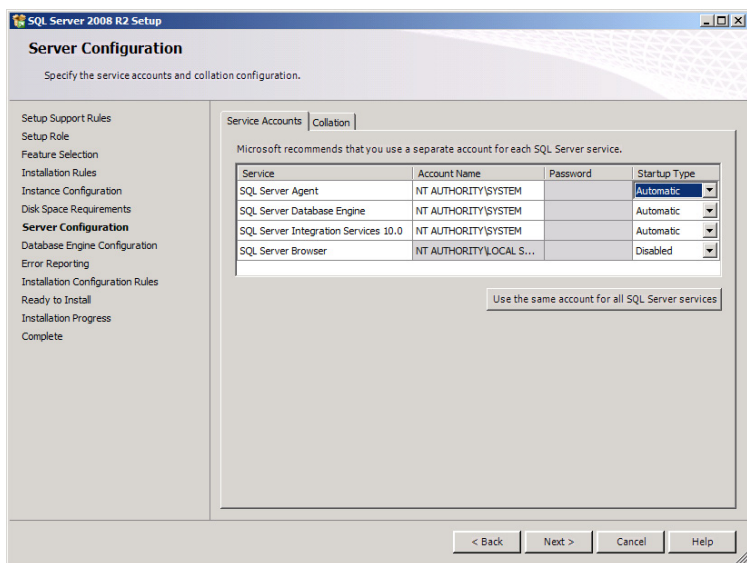 SQL Server 2008 R2 Setup
Server Configuration
Specify the service accounts and collation configuration.
Setup Support Rules
Setup Role
Feature Selection
Installation Rules
Instance Configuration
Disk Space Requirements
Server Configuration
Database Engine Configuration
Error Reporting
Installation Configuration Rules
Ready to Install
Installation Progress
Complete
Service Accounts Collation
Microsoft recommends that you use a separate account for each SQL Server service.
Service Account Name Password Startup Type
SQL Server Agent NT AUTHORITY\SYSTEM Automatic
SQL Server Database Engine NT AUTHORITY\SYSTEM Automatic
SQL Server Integration Services 10.0 NT AUTHORITY\SYSTEM Automatic
SQL Server Browser NT AUTHORITY\LOCAL S... Disabled
Use the same account for all SQL Server services
< Back Next > Cancel Help